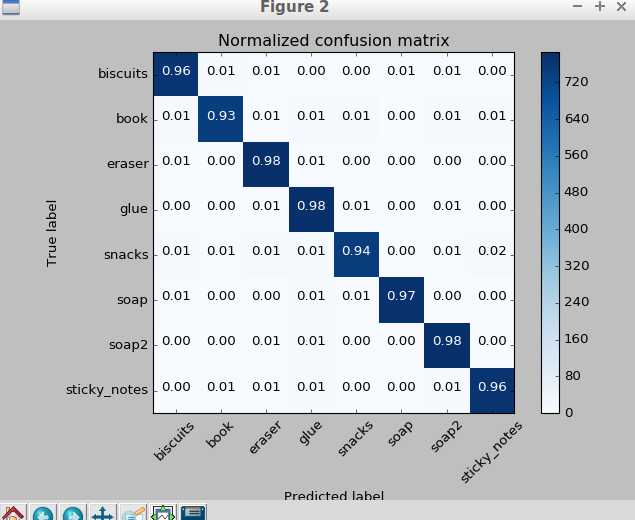 Figure 2
Normalized confusion matrix
biscuits 0.96 0.01 0.01 0.00 0.00 0.01 0.01 0.00
book 0.01 0.93 0.01 0.01 0.01 0.00 0.01 0.01
eraser 0.01 0.00 0.98 0.01 0.00 0.00 0.00 0.00
glue 0.00 0.00 0.01 0.98 0.01 0.00 0.01 0.00
snacks 0.01 0.01 0.01 0.01 0.94 0.00 0.01 0.02
soap 0.01 0.00 0.00 0.01 0.01 0.97 0.00 0.00
soap2 0.00 0.00 0.01 0.01 0.00 0.00 0.98 0.00
sticky_notes 0.00 0.01 0.01 0.01 0.00 0.00 0.01 0.96
True label
biscuits book eraser glue snacks soap soap2 sticky_notes
Predicted label
720
640
560
480
400
320
240
160
80
0